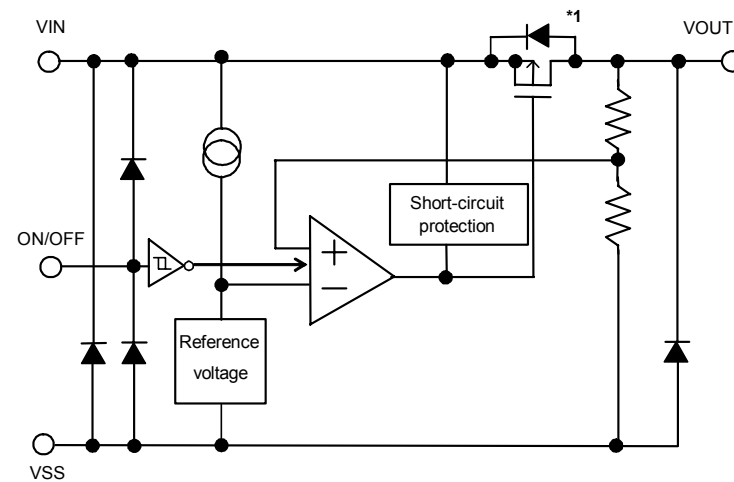 *1
VIN
VOUT
Short-circuit
protection
ON/OFF
+
−
Reference
voltage
VSS